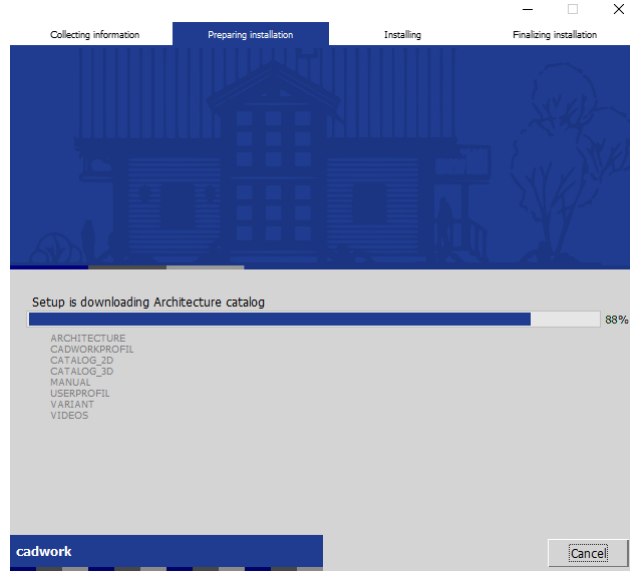 Collecting information Preparing installation Installing Finalizing installation
Setup is downloading Architecture catalog
88%
ARCHITECTURE
CADWORKPROFIL
CATALOG_2D
CATALOG_3D
MANUAL
USERPROFIL
VARIANT
VIDEOS
cadwork
Cancel